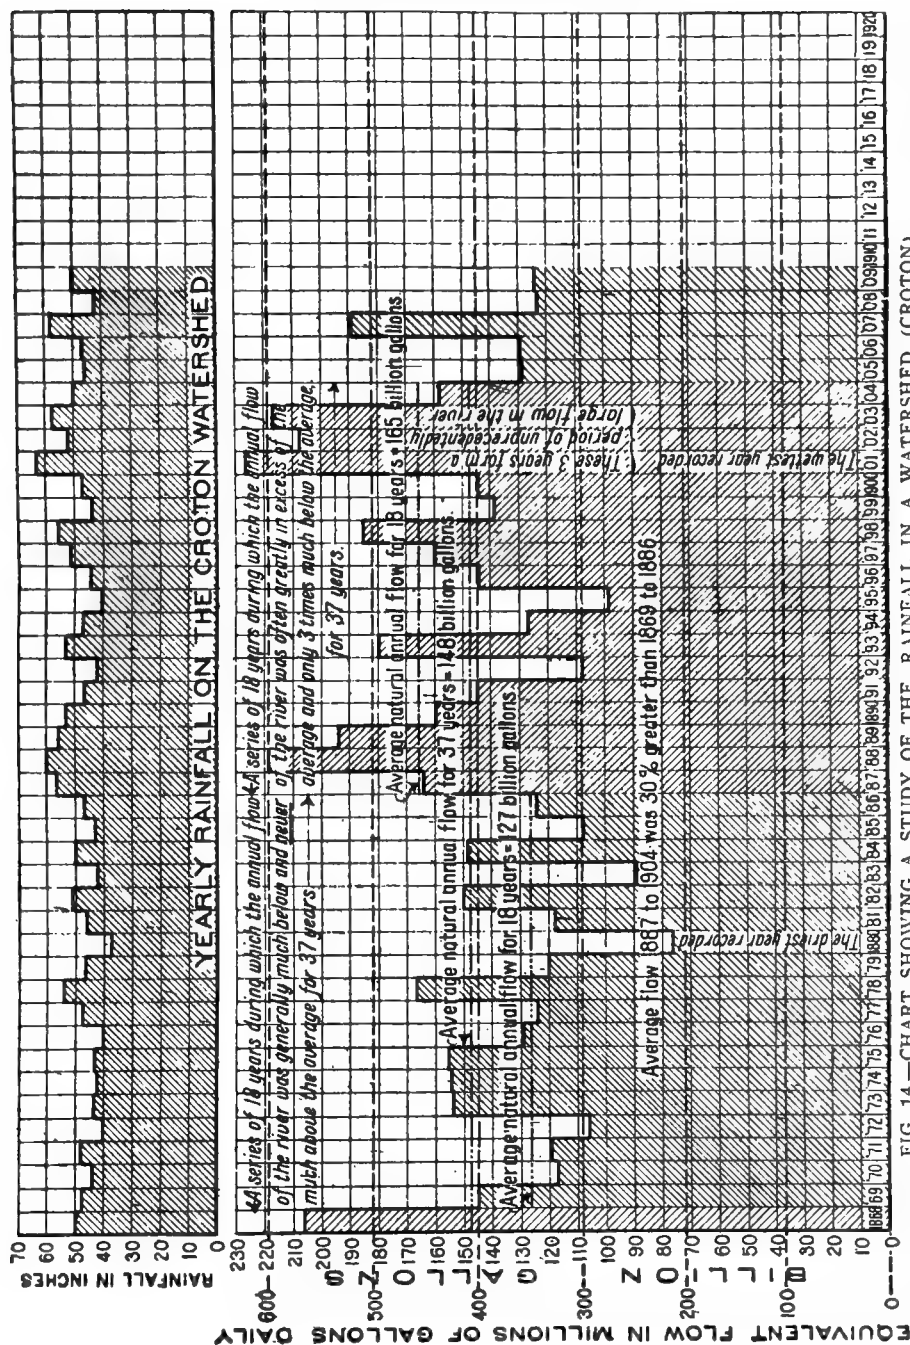 70
60
50
40
30
20
10
0
RAINFALL IN INCHES
YEARLY RAINFALL ON THE CROTON WATERSHED
230
220
210
200
190
180
170
160
150
140
130
120
110
100
90
80
70
60
50
40
30
20
10
0
600
500
400
300
200
100
0
BILLION GALLONS
EQUIVALENT FLOW IN MILLIONS OF GALLONS DAILY
A series of 18 years during which the annual flow
of the river was generally much below and never
much above the average for 37 years
A series of 18 years during which the annual flow
of the river was often greatly in excess of the
average and only 3 times much below the average,
for 37 years.
Average natural annual flow for 18 years = 165 billion gallons
Average natural annual flow for 37 years = 148 billion gallons.
Average natural annual flow for 18 years = 127 billion gallons.
These 3 years form a
period of unprecedentedly
large flow in the river
The wettest year recorded
Average flow 1887 to 1904 was 30% greater than 1869 to 1886
The driest year recorded
1868 69 70 71 72 73 74 75 76 77 78 79 1880 81 82 83 84 85 86 87 88 89 1890 91 92 93 94 95 96 97 98 99 1900 01 02 03 04 05 06 07 08 09 1910 11 12 13 14 15 16 17 18 19 1920
FIG. 14—CHART SHOWING A STUDY OF THE RAINFALL IN A WATERSHED (CROTON)